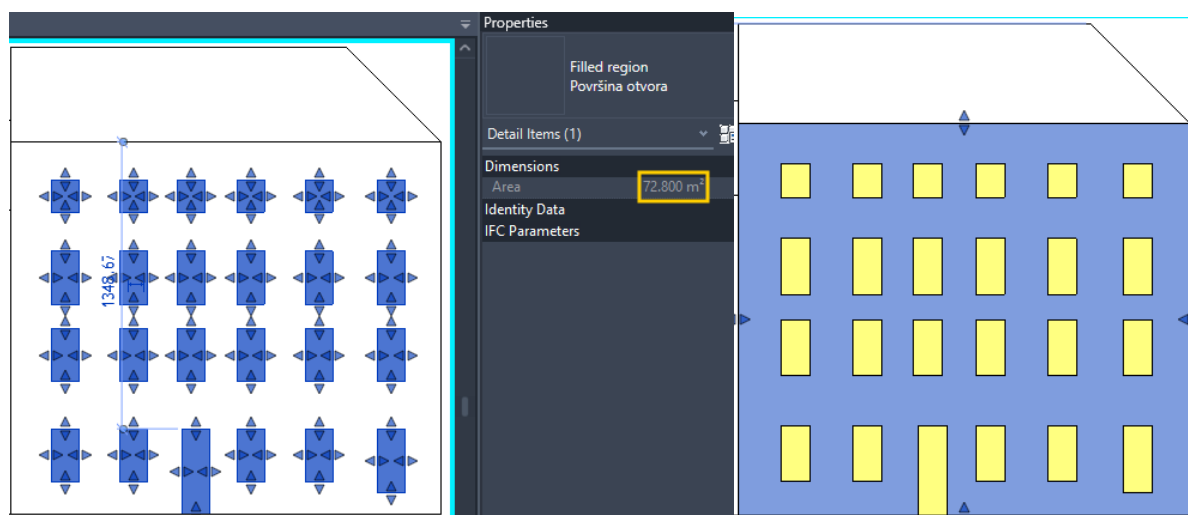 Properties
Filled region
Površina otvora
Detail Items (1)
Dimensions
Area 72.800 m²
Identity Data
IFC Parameters
1348,67